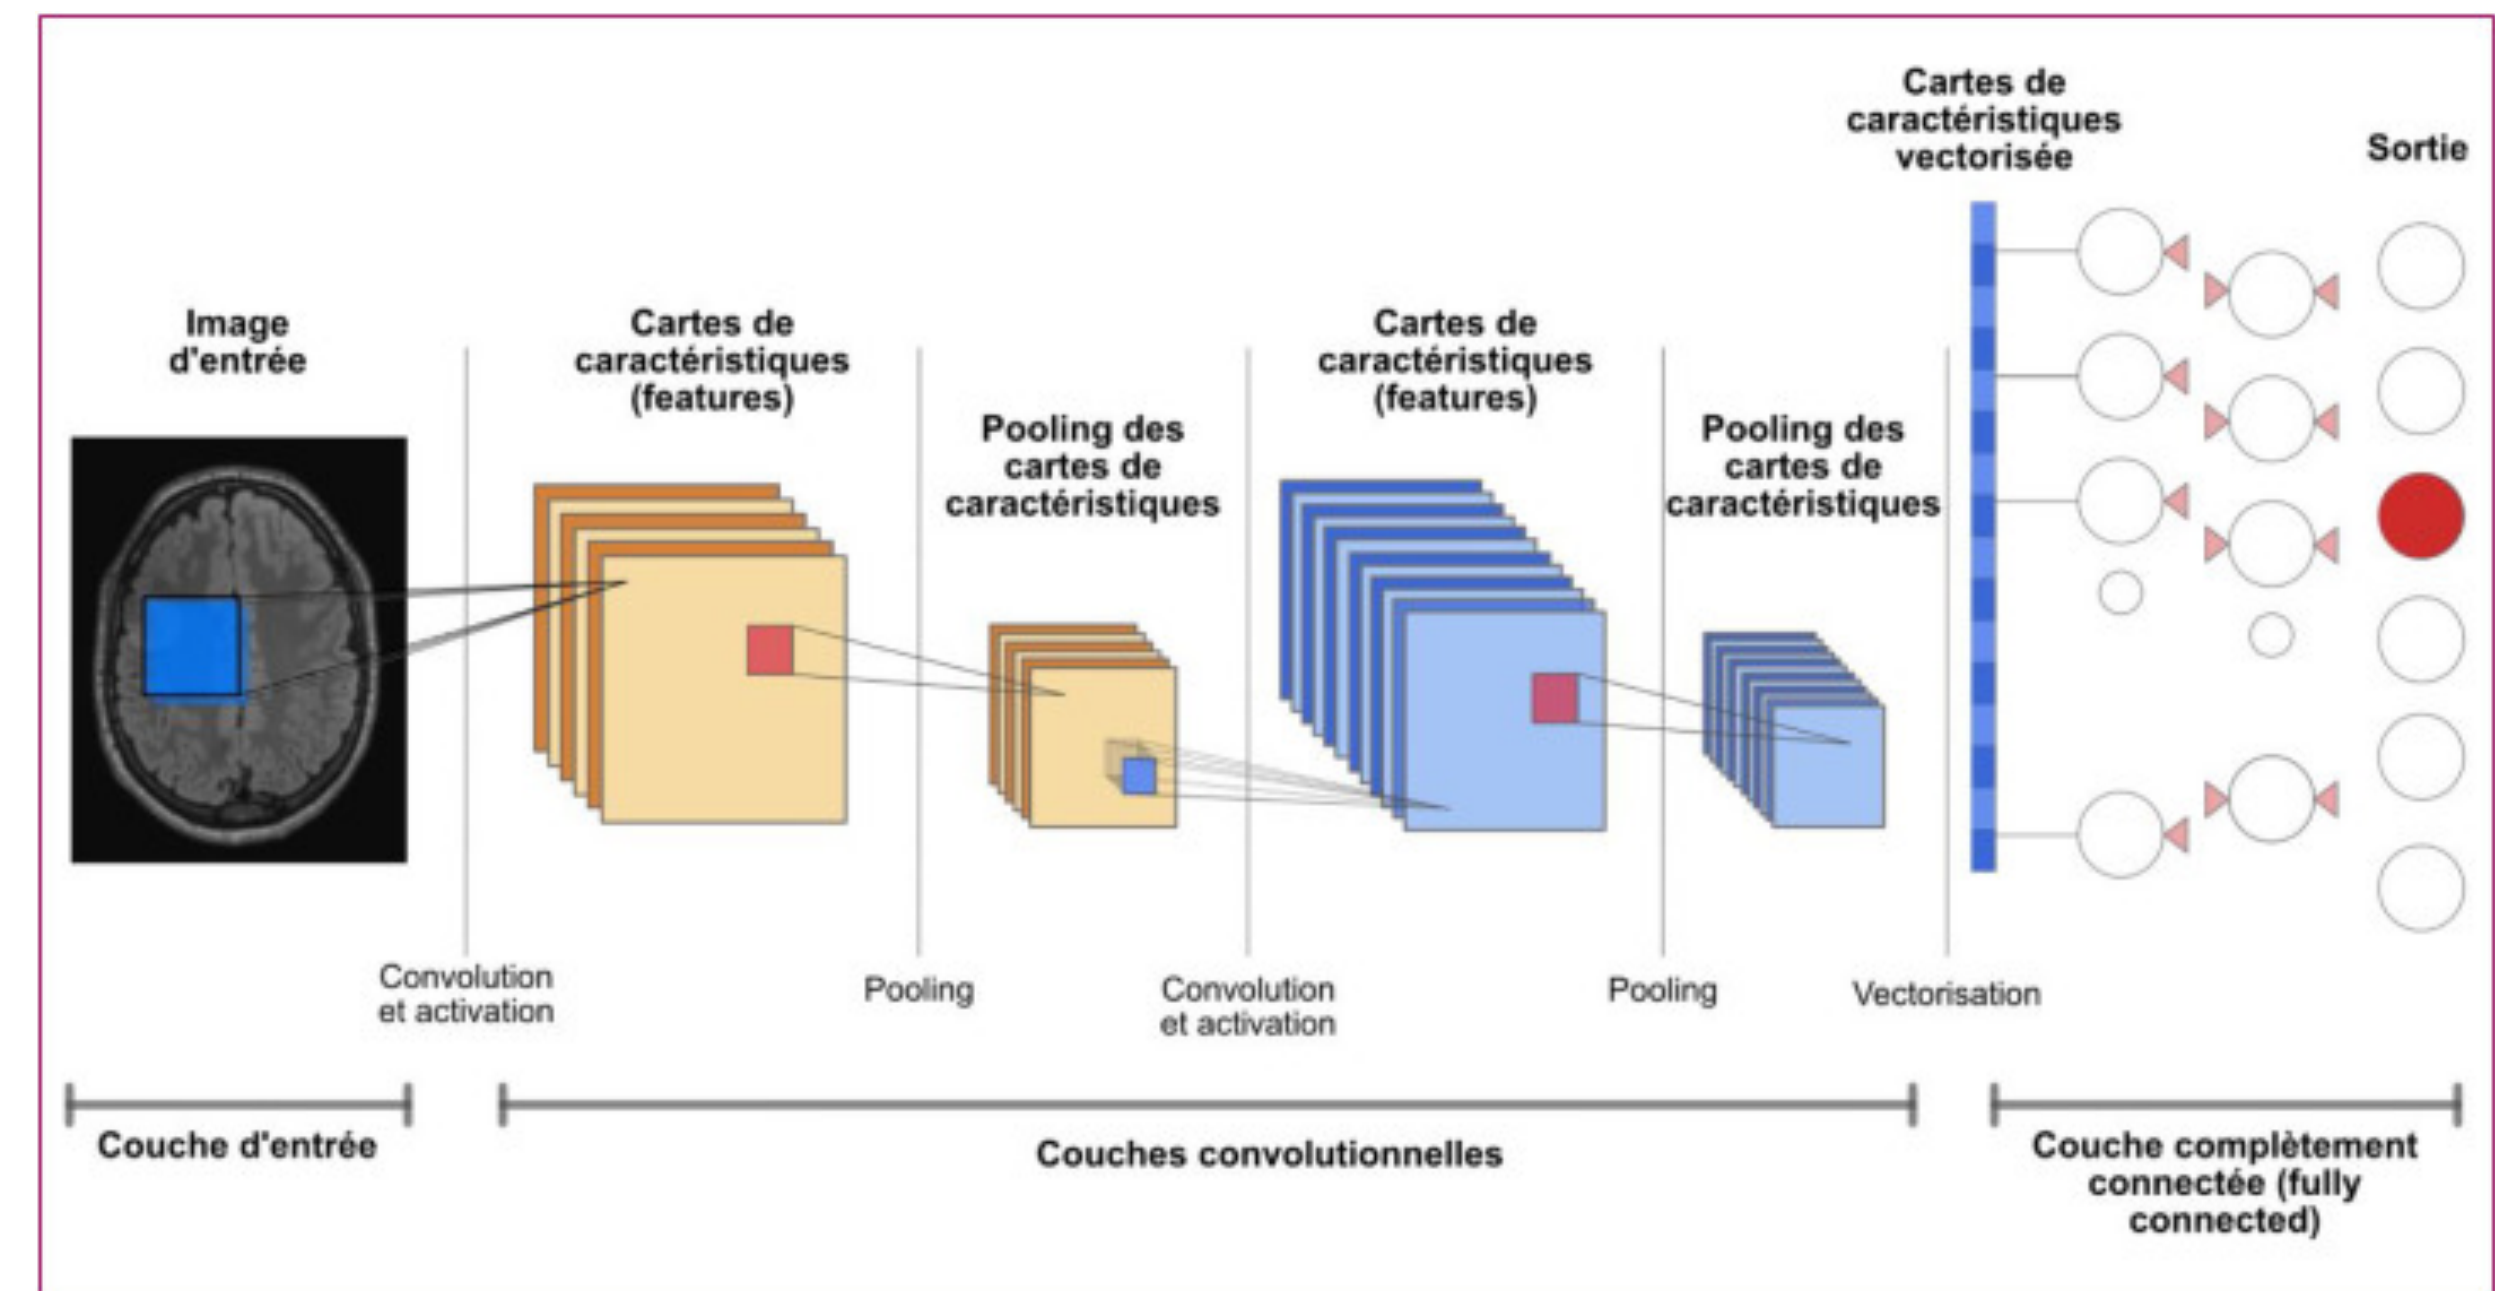 Image
d'entrée
Cartes de
caractéristiques
(features)
Pooling des
cartes de
caractéristiques
Cartes de
caractéristiques
(features)
Pooling des
cartes de
caractéristiques
Cartes de
caractéristiques
vectorisée
Sortie
Convolution
et activation
Pooling
Convolution
et activation
Pooling
Vectorisation
Couche d'entrée
Couches convolutionnelles
Couche complètement
connectée (fully
connected)